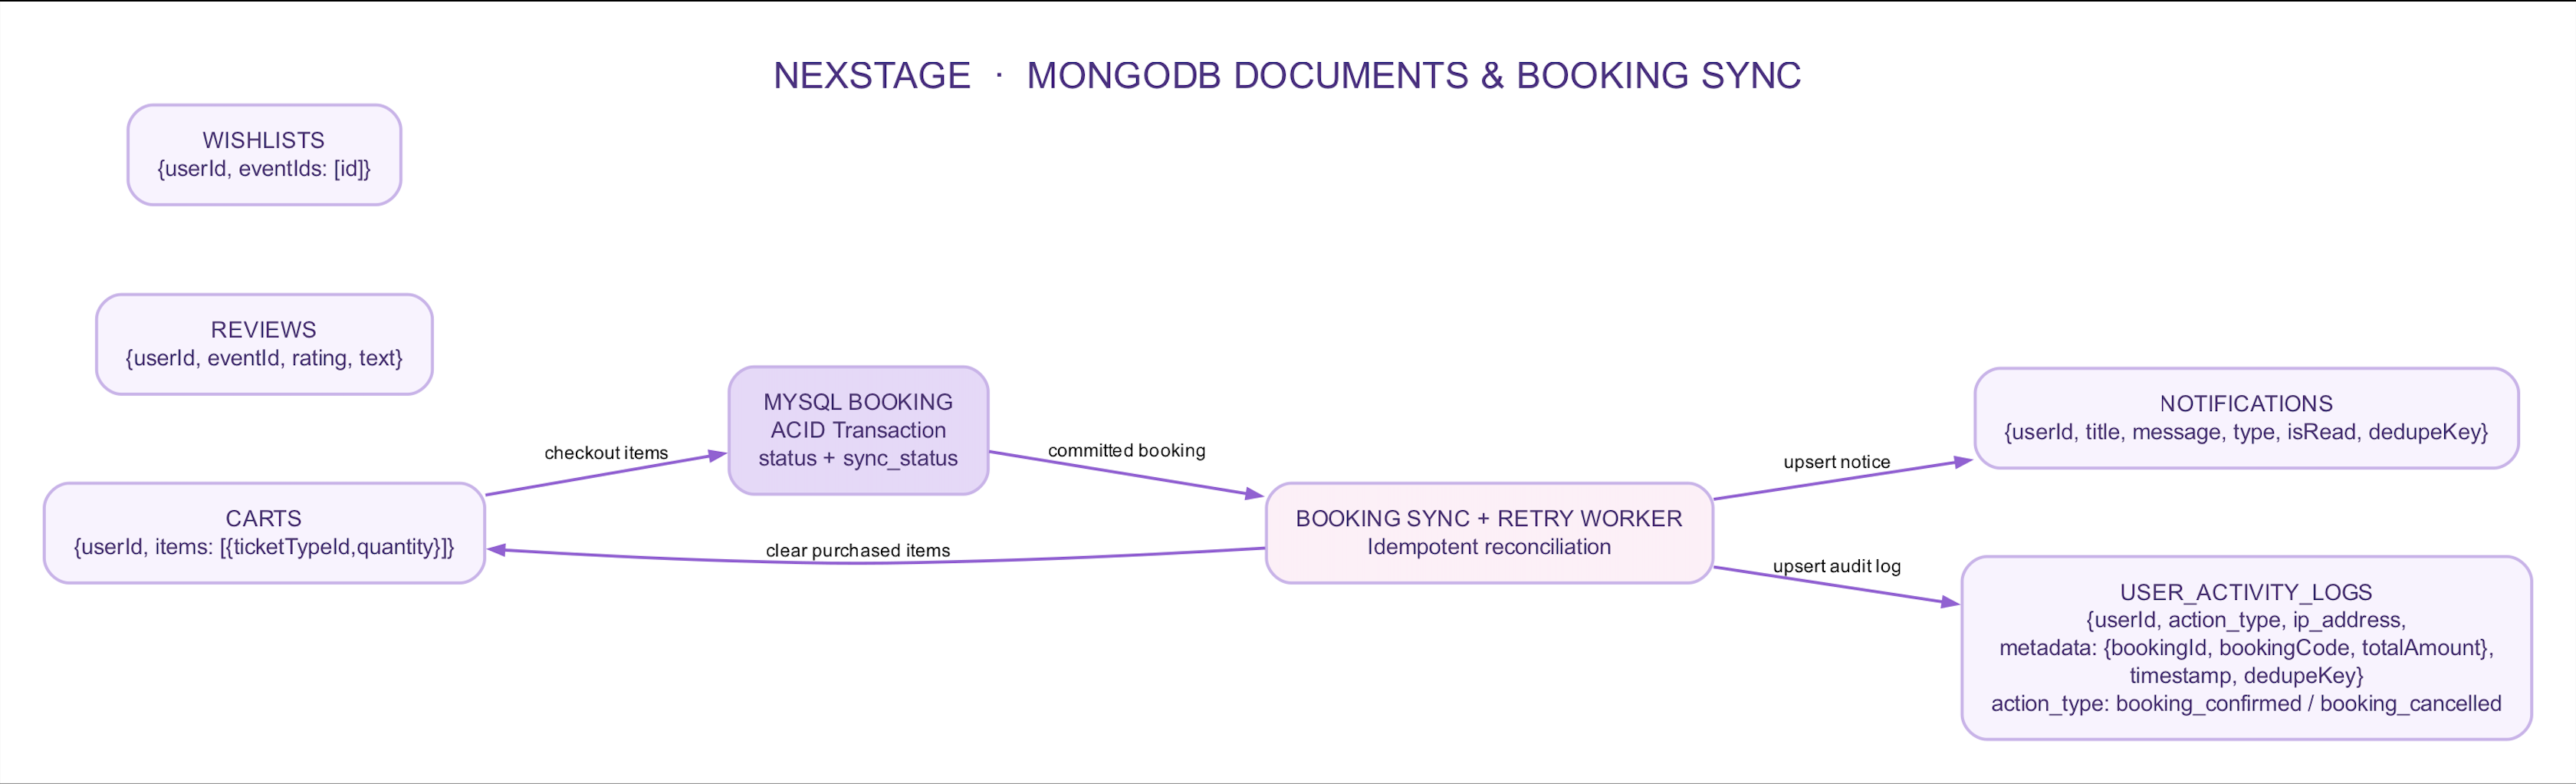 NEXSTAGE · MONGODB DOCUMENTS & BOOKING SYNC
WISHLISTS
{userId, eventIds: [id]}
REVIEWS
{userId, eventId, rating, text}
CARTS
{userId, items: [{ticketTypeId,quantity}]}
checkout items
MYSQL BOOKING
ACID Transaction
status + sync_status
committed booking
clear purchased items
BOOKING SYNC + RETRY WORKER
Idempotent reconciliation
upsert notice
NOTIFICATIONS
{userId, title, message, type, isRead, dedupeKey}
upsert audit log
USER_ACTIVITY_LOGS
{userId, action_type, ip_address,
metadata: {bookingId, bookingCode, totalAmount},
timestamp, dedupeKey}
action_type: booking_confirmed / booking_cancelled